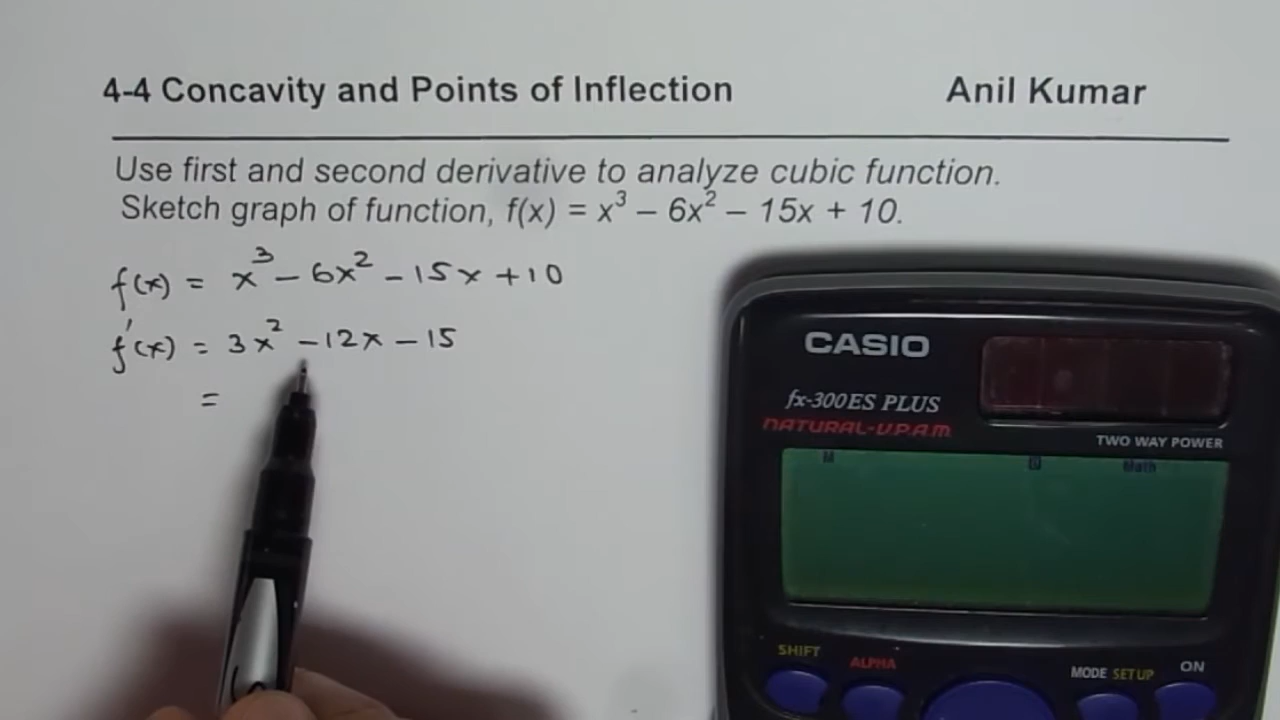 4-4 Concavity and Points of Inflection Anil Kumar
Use first and second derivative to analyze cubic function.
Sketch graph of function, f(x) = x³ – 6x² – 15x + 10.
f(x) = x³ - 6x² - 15x + 10
f'(x) = 3x² - 12x - 15
=
CASIO
fx-300ES PLUS
NATURAL-V.P.A.M.
TWO WAY POWER
M D Math
SHIFT
ALPHA
MODE SETUP
ON